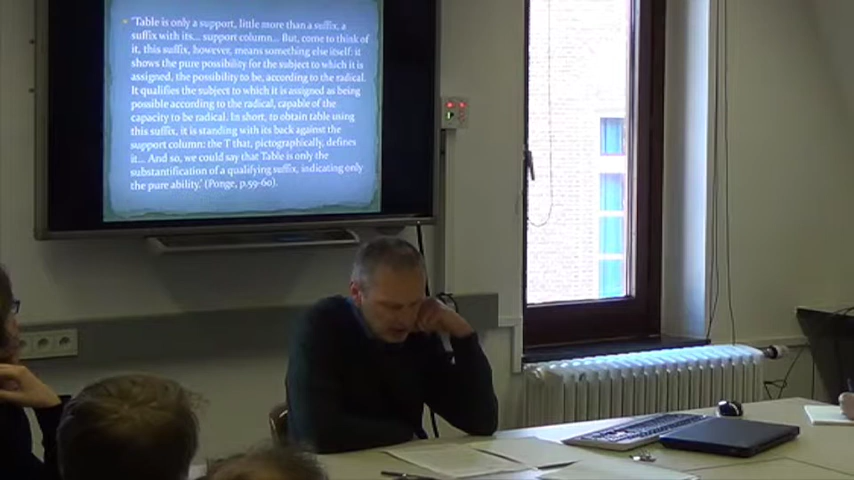 "Table is only a support, little more than a suffix, a
suffix with its... support column... But, come to think of
it, this suffix, however, means something else itself: it
shows the pure possibility for the subject to which it is
assigned, the possibility to be, according to the radical.
It qualifies the subject to which it is assigned as being
possible according to the radical, capable of the
capacity to be radical. In short, to obtain table using
this suffix, it is standing with its back against the
support column: the T that, pictographically, defines
it... And so, we could say that Table is only the
substantification of a qualifying suffix, indicating only
the pure ability.' (Ponge, p.59-60).